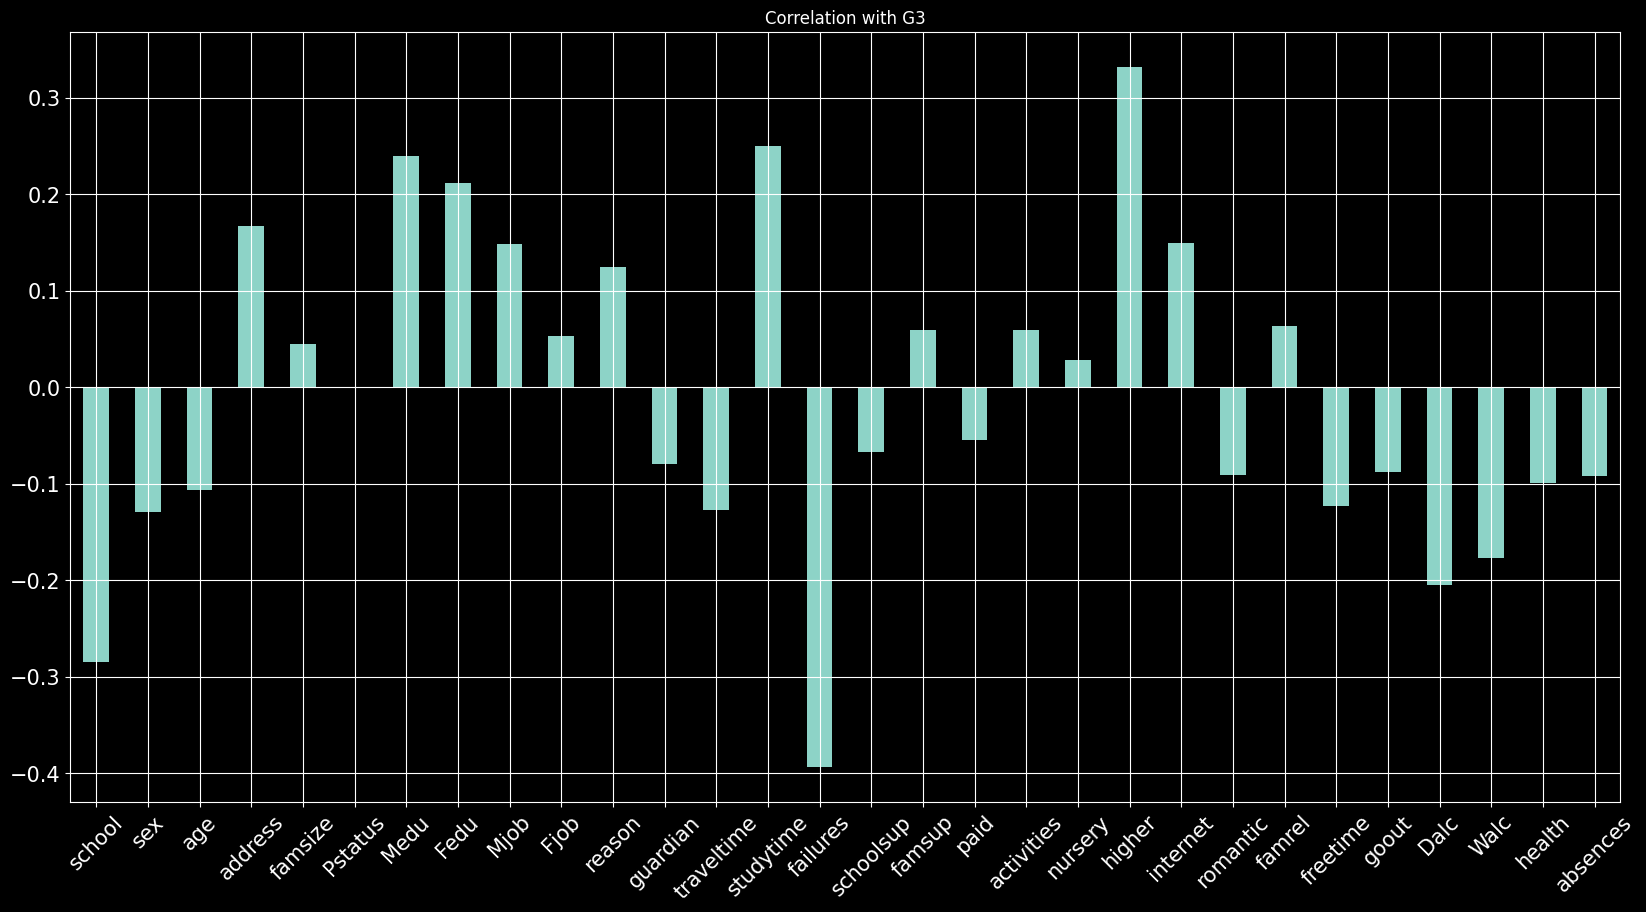 Correlation with G3
0.3
0.2
0.1
0.0
−0.1
−0.2
−0.3
−0.4
school
sex
age
address
famsize
Pstatus
Medu
Fedu
Mjob
Fjob
reason
guardian
traveltime
studytime
failures
schoolsup
famsup
paid
activities
nursery
higher
internet
romantic
famrel
freetime
goout
Dalc
Walc
health
absences